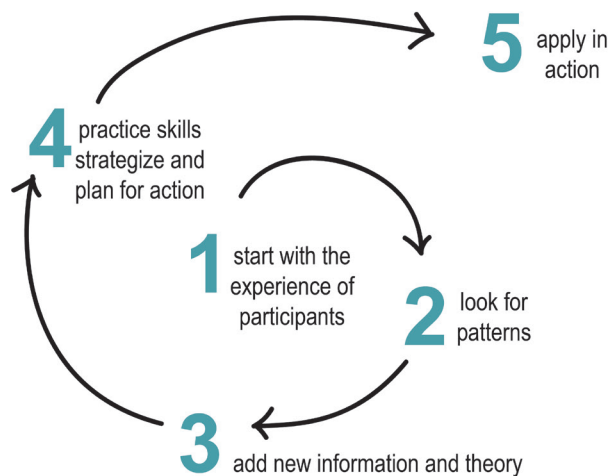 1 start with the
experience of
participants
2 look for
patterns
3 add new information and theory
4 practice skills
strategize and
plan for action
5 apply in
action